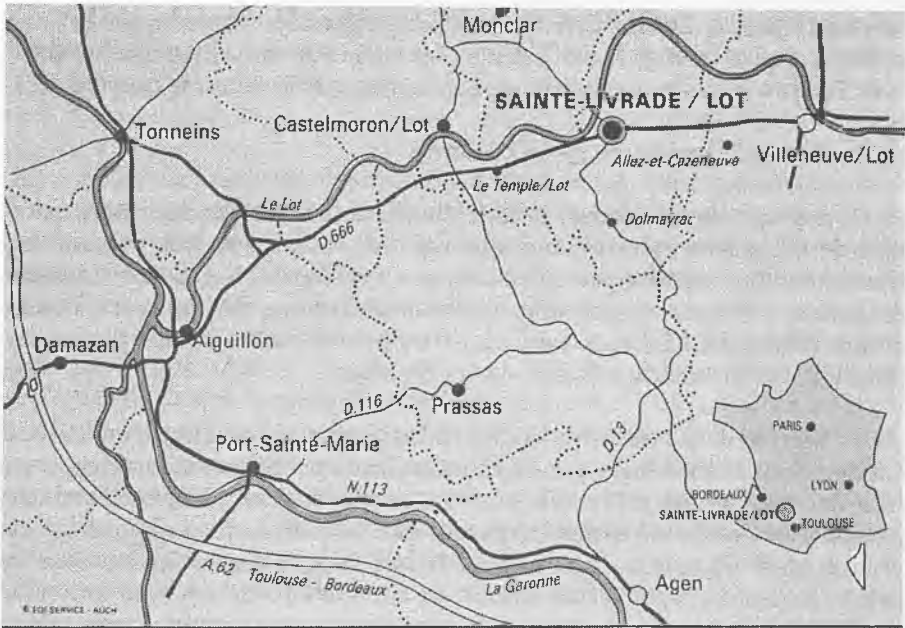 Monclar
SAINTE-LIVRADE / LOT
Tonneins
Castelmoron/Lot
Villeneuve/Lot
Allez-et-Cazeneuve
Le Temple/Lot
Le Lot
Dolmayrac
D.666
Aiguillon
Damazan
Prassas
D.116
D.13
Port-Sainte-Marie
PARIS
LYON
BORDEAUX
SAINTE-LIVRADE/LOT
TOULOUSE
N.113
A.62
Toulouse - Bordeaux
La Garonne
Agen